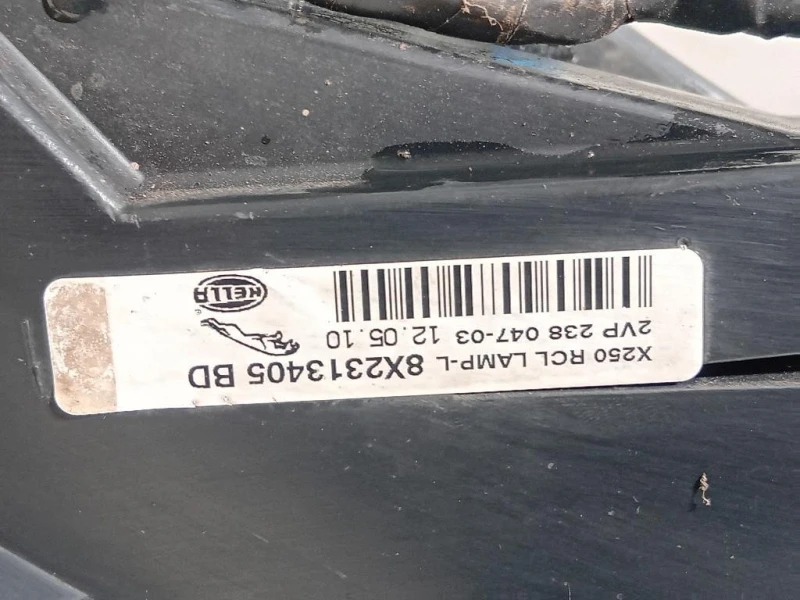 X250 RCL LAMP-L 8X2313405 BD
2VP 238 047-03 12.05.10
HELLA